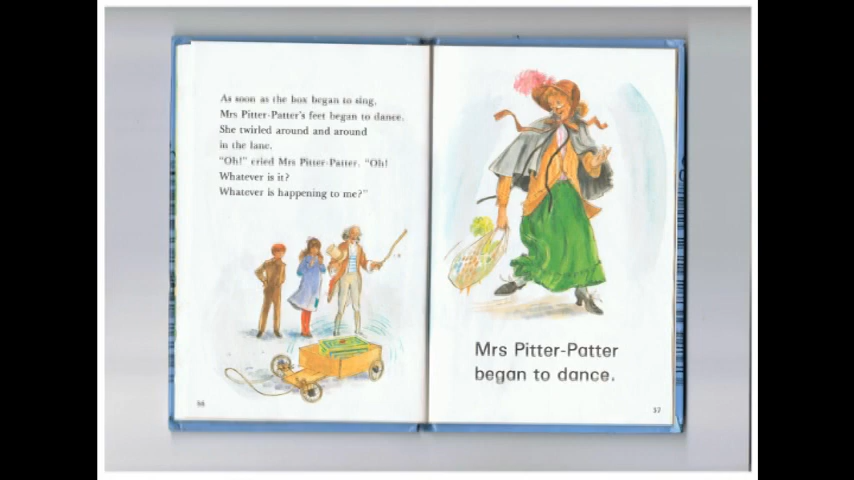 As soon as the box began to sing,
Mrs Pitter-Patter's feet began to dance.
She twirled around and around
in the lane.
"Oh!" cried Mrs Pitter-Patter. "Oh!
Whatever is it?
Whatever is happening to me?"
56
Mrs Pitter-Patter
began to dance.
57